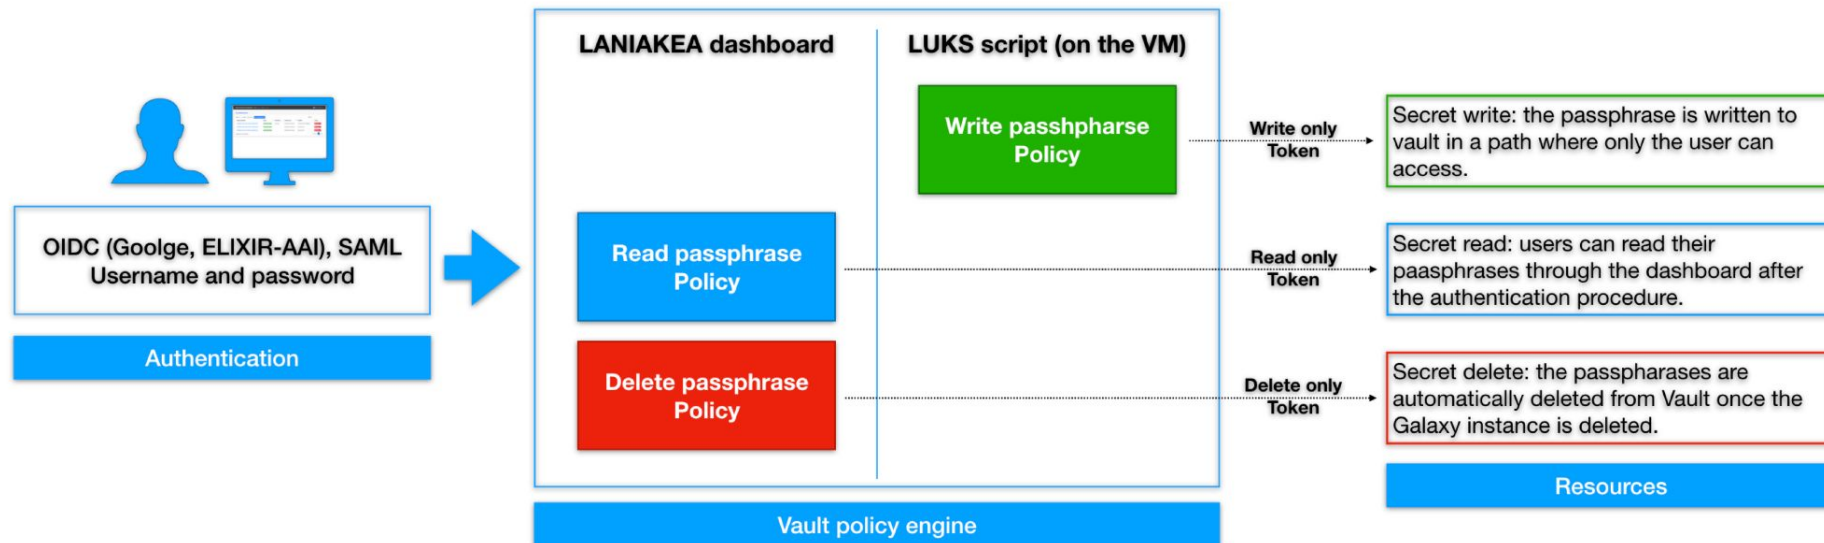 LANIAKEA dashboard
LUKS script (on the VM)
OIDC (Goolge, ELIXIR-AAI), SAML
Username and password
Authentication
Write passhpharse
Policy
Read passphrase
Policy
Delete passphrase
Policy
Vault policy engine
Write only
Token
Read only
Token
Delete only
Token
Secret write: the passphrase is written to
vault in a path where only the user can
access.
Secret read: users can read their
paasphrases through the dashboard after
the authentication procedure.
Secret delete: the passpharases are
automatically deleted from Vault once the
Galaxy instance is deleted.
Resources